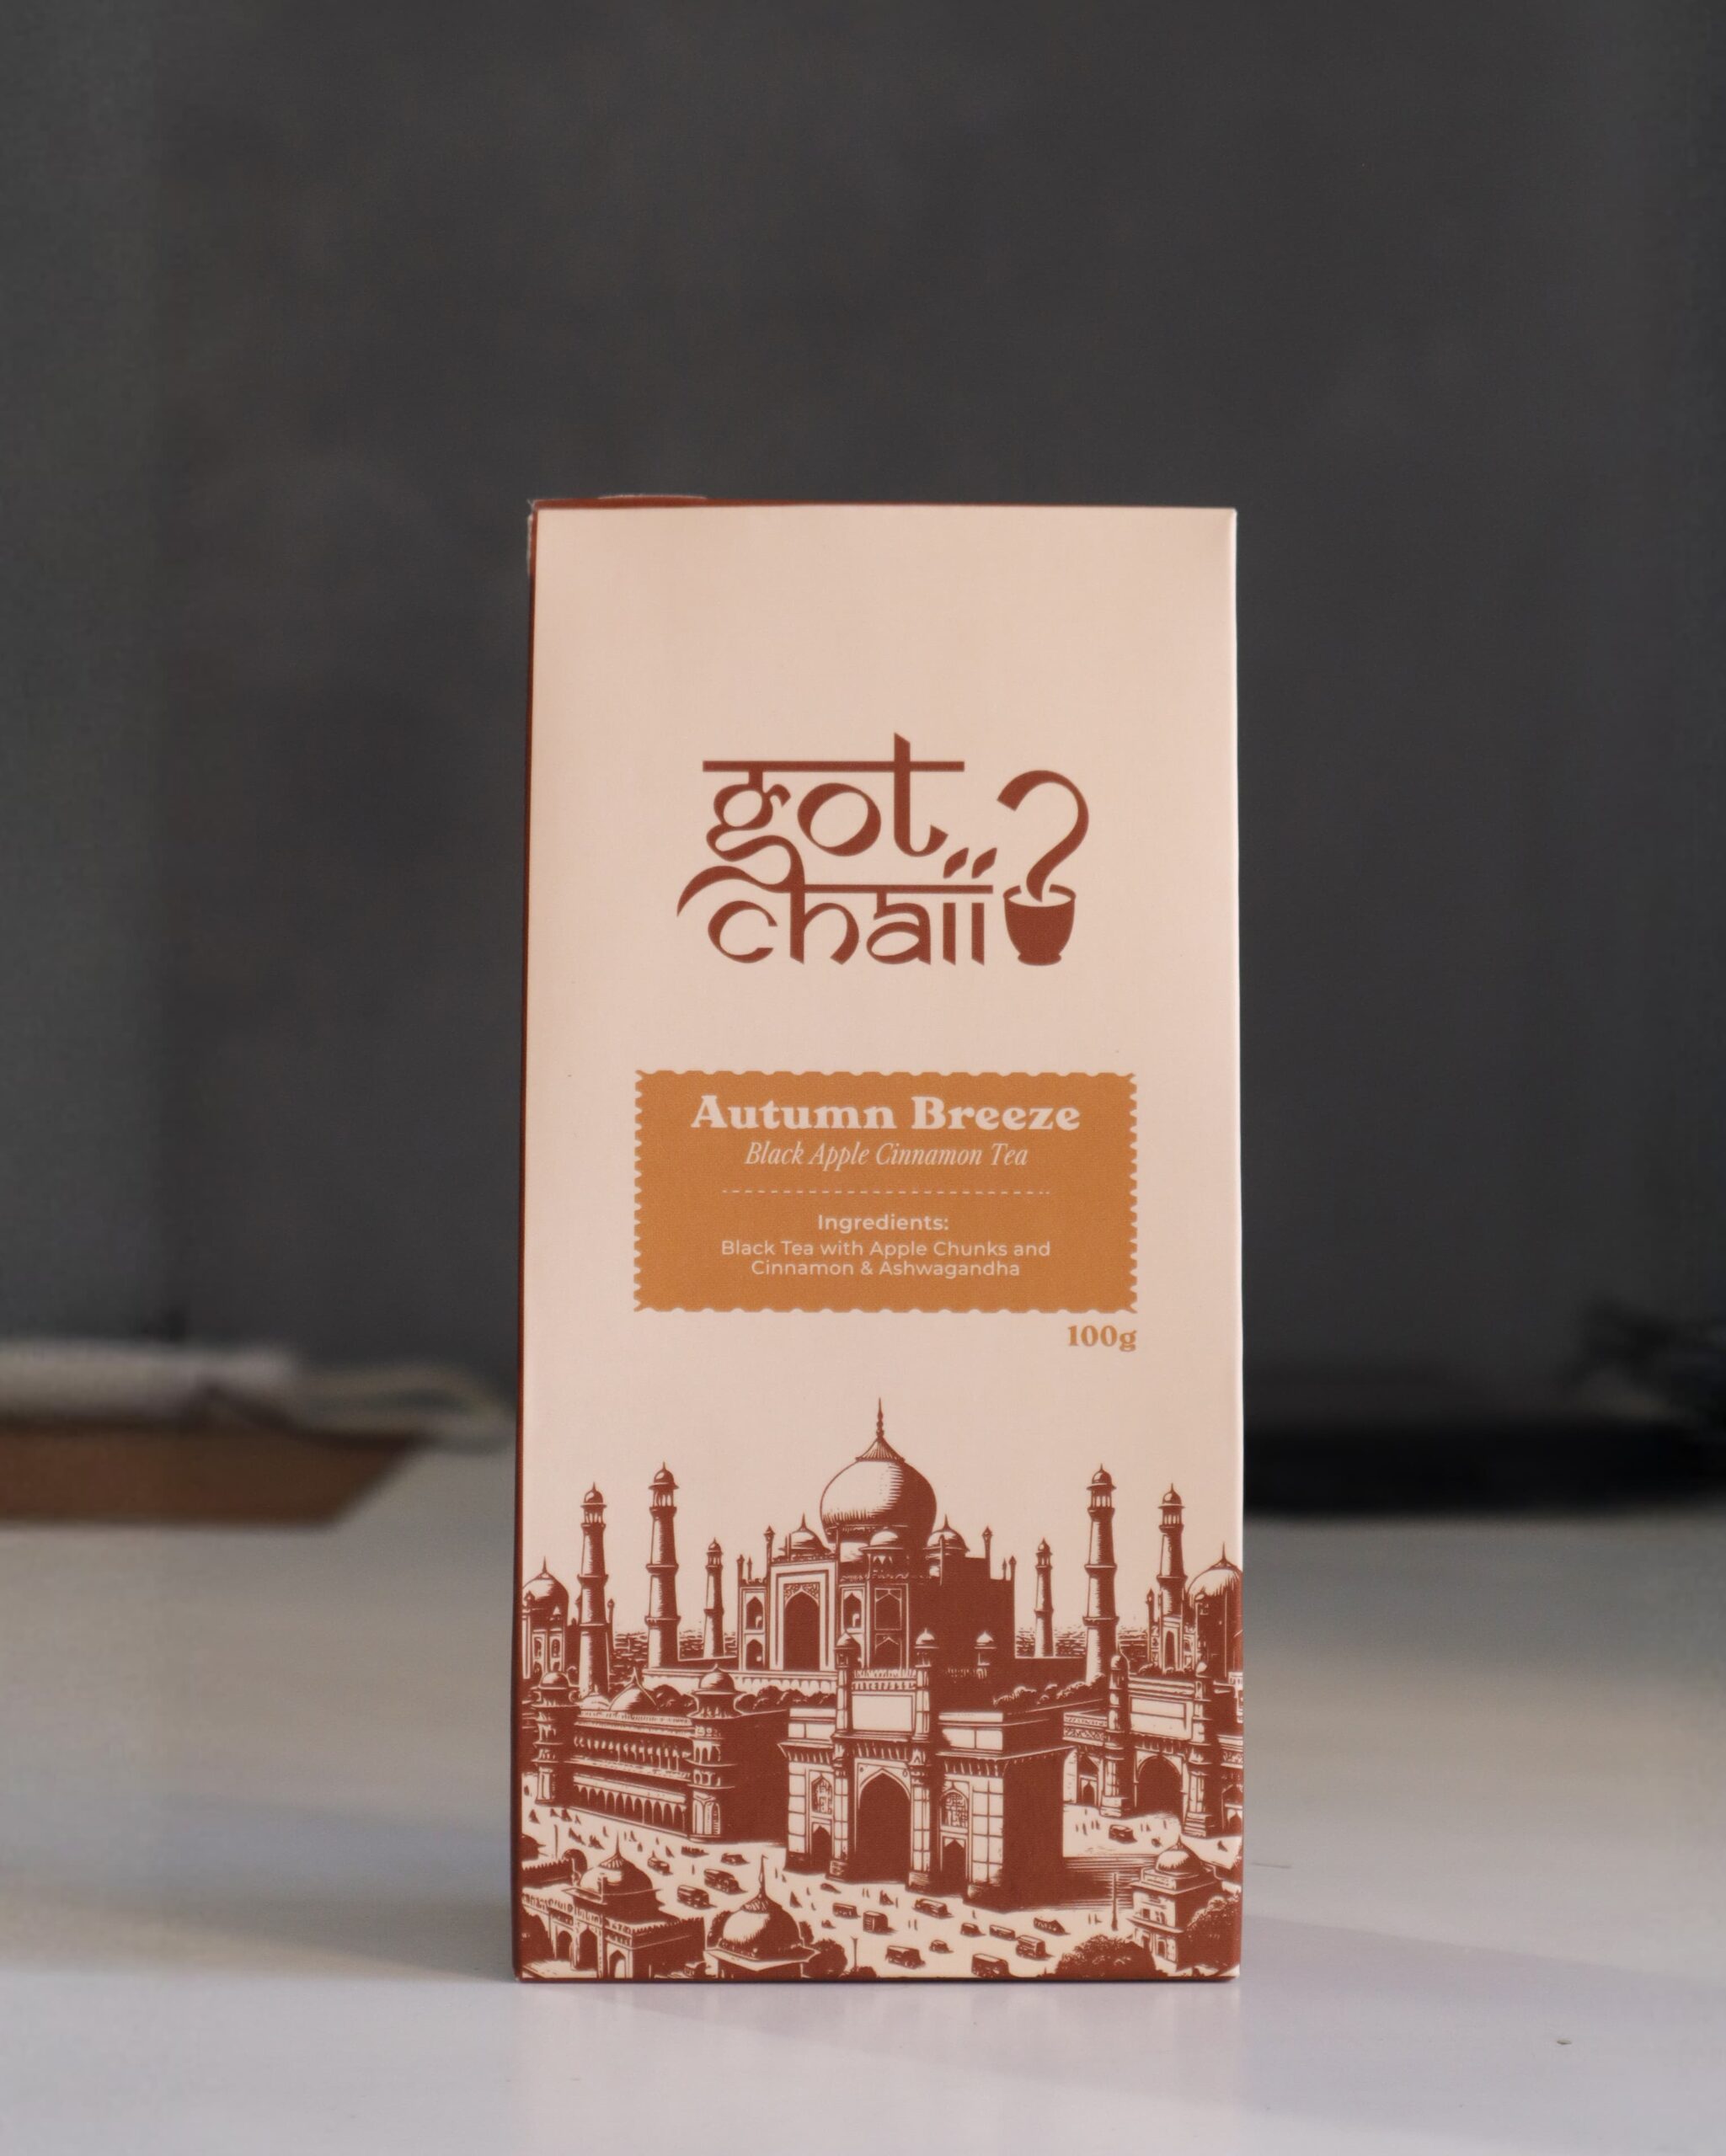 got
chaii?
Autumn Breeze
Black Apple Cinnamon Tea
Ingredients:
Black Tea with Apple Chunks and
Cinnamon & Ashwagandha
100g